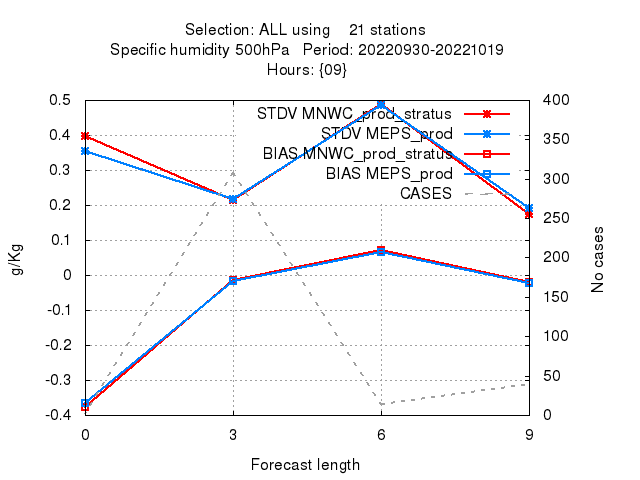 Selection: ALL using 21 stations
Specific humidity 500hPa Period: 20220930-20221019
Hours: {09}
STDV MNWC_prod_stratus
STDV MEPS_prod
BIAS MNWC_prod_stratus
BIAS MEPS_prod
CASES
g/Kg
0.5
0.4
0.3
0.2
0.1
0
-0.1
-0.2
-0.3
-0.4
No cases
400
350
300
250
200
150
100
50
0
0 3 6 9
Forecast length